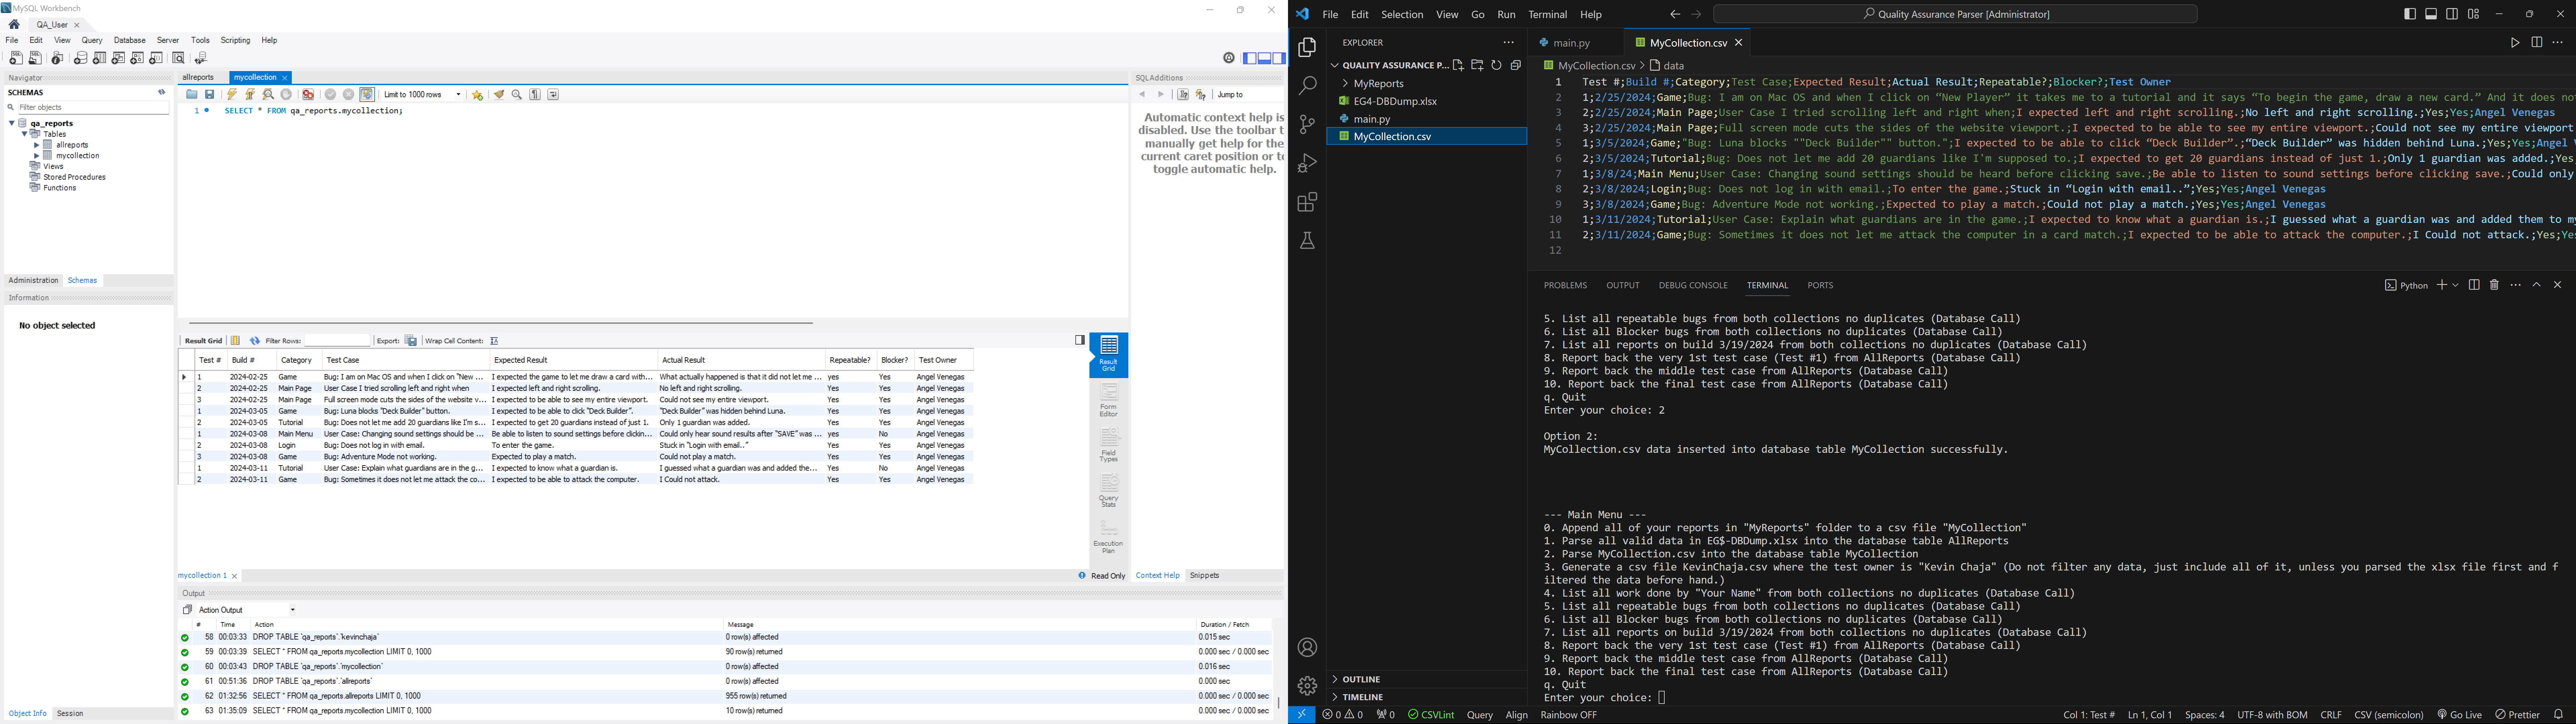 MySQL Workbench
QA_User
File Edit View Query Database Server Tools Scripting Help
Navigator
SCHEMAS
Filter objects
qa_reports
Tables
allreports
mycollection
Views
Stored Procedures
Functions
Administration Schemas
Information
No object selected
Object Info Session
allreports mycollection
Limit to 1000 rows
1 SELECT * FROM qa_reports.mycollection;
SQLAdditions
Jump to
Automatic context help is
disabled. Use the toolbar t
manually get help for the
current caret position or t
toggle automatic help.
Result Grid Filter Rows: Export: Wrap Cell Content:
Test # Build # Category Test Case Expected Result Actual Result Repeatable? Blocker? Test Owner
1 2024-02-25 Game Bug: I am on Mac OS and when I click on “New ... I expected the game to let me draw a card with... What actually happened is that it did not let me ... yes Yes Angel Venegas
2 2024-02-25 Main Page User Case I tried scrolling left and right when I expected left and right scrolling. No left and right scrolling. Yes Yes Angel Venegas
3 2024-02-25 Main Page Full screen mode cuts the sides of the website v... I expected to be able to see my entire viewport. Could not see my entire viewport. Yes Yes Angel Venegas
1 2024-03-05 Game Bug: Luna blocks "Deck Builder" button. I expected to be able to click “Deck Builder”. “Deck Builder” was hidden behind Luna. Yes Yes Angel Venegas
2 2024-03-05 Tutorial Bug: Does not let me add 20 guardians like I'm s... I expected to get 20 guardians instead of just 1. Only 1 guardian was added. Yes Yes Angel Venegas
1 2024-03-08 Main Menu User Case: Changing sound settings should be ... Be able to listen to sound settings before clickin... Could only hear sound results after “SAVE” was ... yes No Angel Venegas
2 2024-03-08 Login Bug: Does not log in with email. To enter the game. Stuck in “Login with email..” Yes Yes Angel Venegas
3 2024-03-08 Game Bug: Adventure Mode not working. Expected to play a match. Could not play a match. Yes Yes Angel Venegas
1 2024-03-11 Tutorial User Case: Explain what guardians are in the g... I expected to know what a guardian is. I guessed what a guardian was and added the... Yes No Angel Venegas
2 2024-03-11 Game Bug: Sometimes it does not let me attack the co... I expected to be able to attack the computer. I Could not attack. Yes Yes Angel Venegas
Result Grid
Form Editor
Field Types
Query Stats
Execution Plan
mycollection 1
Read Only
Context Help Snippets
Output
Action Output
# Time Action Message Duration / Fetch
58 00:03:33 DROP TABLE `qa_reports`.`kevinchaja` 0 row(s) affected 0.015 sec
59 00:03:39 SELECT * FROM qa_reports.mycollection LIMIT 0, 1000 90 row(s) returned 0.000 sec / 0.000 sec
60 00:03:43 DROP TABLE `qa_reports`.`mycollection` 0 row(s) affected 0.016 sec
61 00:51:36 DROP TABLE `qa_reports`.`allreports` 0 row(s) affected 0.000 sec
62 01:32:56 SELECT * FROM qa_reports.allreports LIMIT 0, 1000 955 row(s) returned 0.000 sec / 0.000 sec
63 01:35:09 SELECT * FROM qa_reports.mycollection LIMIT 0, 1000 10 row(s) returned 0.000 sec / 0.000 sec
File Edit Selection View Go Run Terminal Help
Quality Assurance Parser [Administrator]
EXPLORER
QUALITY ASSURANCE P...
MyReports
EG4-DBDump.xlsx
main.py
MyCollection.csv
OUTLINE
TIMELINE
main.py MyCollection.csv
MyCollection.csv > data
1 Test #;Build #;Category;Test Case;Expected Result;Actual Result;Repeatable?;Blocker?;Test Owner
2 1;2/25/2024;Game;Bug: I am on Mac OS and when I click on “New Player” it takes me to a tutorial and it says “To begin the game, draw a new card.” And it does no
3 2;2/25/2024;Main Page;User Case I tried scrolling left and right when;I expected left and right scrolling.;No left and right scrolling.;Yes;Yes;Angel Venegas
4 3;2/25/2024;Main Page;Full screen mode cuts the sides of the website viewport.;I expected to be able to see my entire viewport.;Could not see my entire viewport
5 1;3/5/2024;Game;"Bug: Luna blocks ""Deck Builder"" button.";I expected to be able to click “Deck Builder”.;“Deck Builder” was hidden behind Luna.;Yes;Yes;Angel V
6 2;3/5/2024;Tutorial;Bug: Does not let me add 20 guardians like I'm supposed to.;I expected to get 20 guardians instead of just 1.;Only 1 guardian was added.;Yes
7 1;3/8/24;Main Menu;User Case: Changing sound settings should be heard before clicking save.;Be able to listen to sound settings before clicking save.;Could only
8 2;3/8/2024;Login;Bug: Does not log in with email.;To enter the game.;Stuck in “Login with email..”;Yes;Yes;Angel Venegas
9 3;3/8/2024;Game;Bug: Adventure Mode not working.;Expected to play a match.;Could not play a match.;Yes;Yes;Angel Venegas
10 1;3/11/2024;Tutorial;User Case: Explain what guardians are in the game.;I expected to know what a guardian is.;I guessed what a guardian was and added them to my
11 2;3/11/2024;Game;Bug: Sometimes it does not let me attack the computer in a card match.;I expected to be able to attack the computer.;I Could not attack.;Yes;Ye
12
PROBLEMS OUTPUT DEBUG CONSOLE TERMINAL PORTS
Python
5. List all repeatable bugs from both collections no duplicates (Database Call)
6. List all Blocker bugs from both collections no duplicates (Database Call)
7. List all reports on build 3/19/2024 from both collections no duplicates (Database Call)
8. Report back the very 1st test case (Test #1) from AllReports (Database Call)
9. Report back the middle test case from AllReports (Database Call)
10. Report back the final test case from AllReports (Database Call)
q. Quit
Enter your choice: 2
Option 2:
MyCollection.csv data inserted into database table MyCollection successfully.
--- Main Menu ---
0. Append all of your reports in "MyReports" folder to a csv file "MyCollection"
1. Parse all valid data in EG$-DBDump.xlsx into the database table AllReports
2. Parse MyCollection.csv into the database table MyCollection
3. Generate a csv file KevinChaja.csv where the test owner is "Kevin Chaja" (Do not filter any data, just include all of it, unless you parsed the xlsx file first and f
iltered the data before hand.)
4. List all work done by "Your Name" from both collections no duplicates (Database Call)
5. List all repeatable bugs from both collections no duplicates (Database Call)
6. List all Blocker bugs from both collections no duplicates (Database Call)
7. List all reports on build 3/19/2024 from both collections no duplicates (Database Call)
8. Report back the very 1st test case (Test #1) from AllReports (Database Call)
9. Report back the middle test case from AllReports (Database Call)
10. Report back the final test case from AllReports (Database Call)
q. Quit
Enter your choice:
0 0 0 CSVLint Query Align Rainbow OFF Col 1: Test # Ln 1, Col 1 Spaces: 4 UTF-8 with BOM CRLF CSV (semicolon) Go Live Prettier